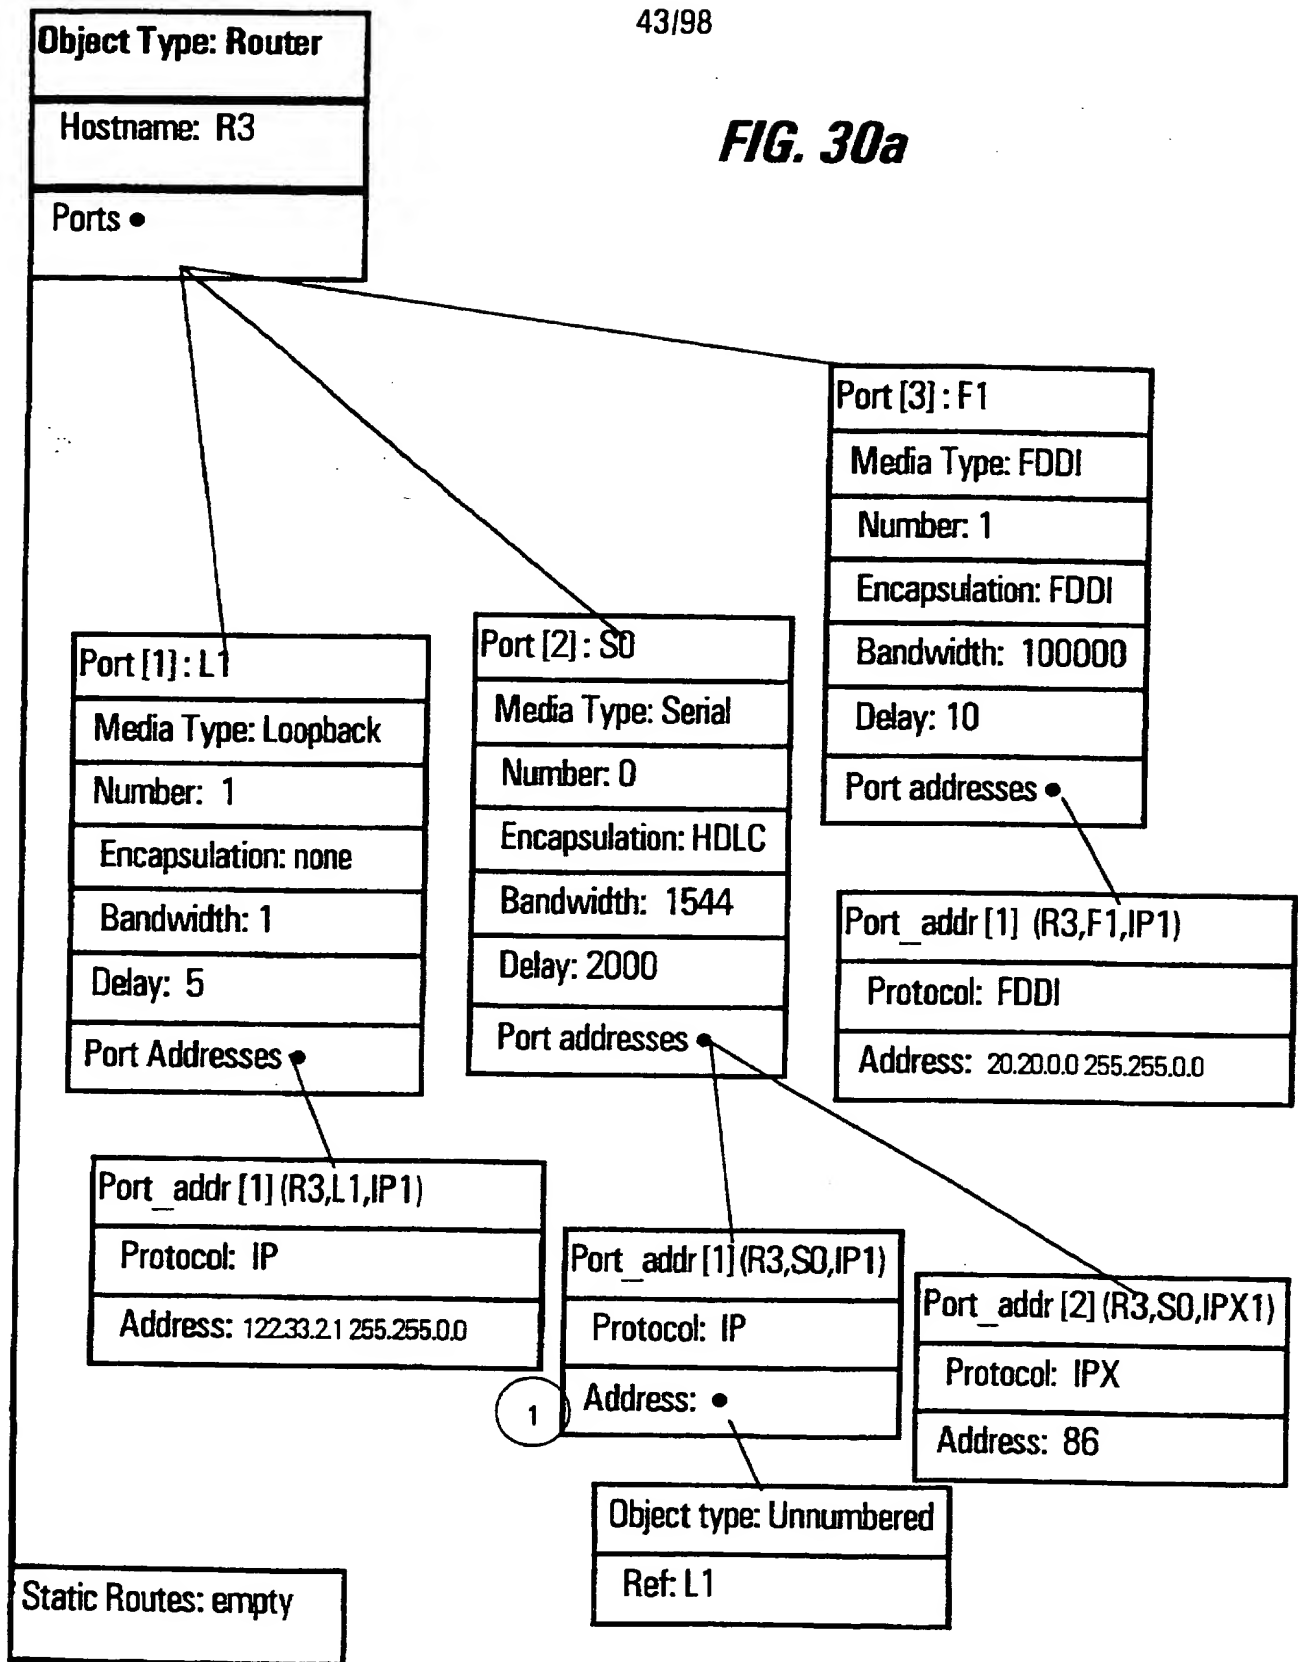 43/98
Object Type: Router
Hostname: R3
Ports •
FIG. 30a
Port [1] : L1
Media Type: Loopback
Number: 1
Encapsulation: none
Bandwidth: 1
Delay: 5
Port Addresses •
Port_addr [1] (R3,L1,IP1)
Protocol: IP
Address: 122.33.2.1 255.255.0.0
Port [2] : S0
Media Type: Serial
Number: 0
Encapsulation: HDLC
Bandwidth: 1544
Delay: 2000
Port addresses •
Port_addr [1] (R3,S0,IP1)
Protocol: IP
Address: •
1
Object type: Unnumbered
Ref: L1
Port_addr [2] (R3,S0,IPX1)
Protocol: IPX
Address: 86
Port [3] : F1
Media Type: FDDI
Number: 1
Encapsulation: FDDI
Bandwidth: 100000
Delay: 10
Port addresses •
Port_addr [1] (R3,F1,IP1)
Protocol: FDDI
Address: 20.20.0.0 255.255.0.0
Static Routes: empty